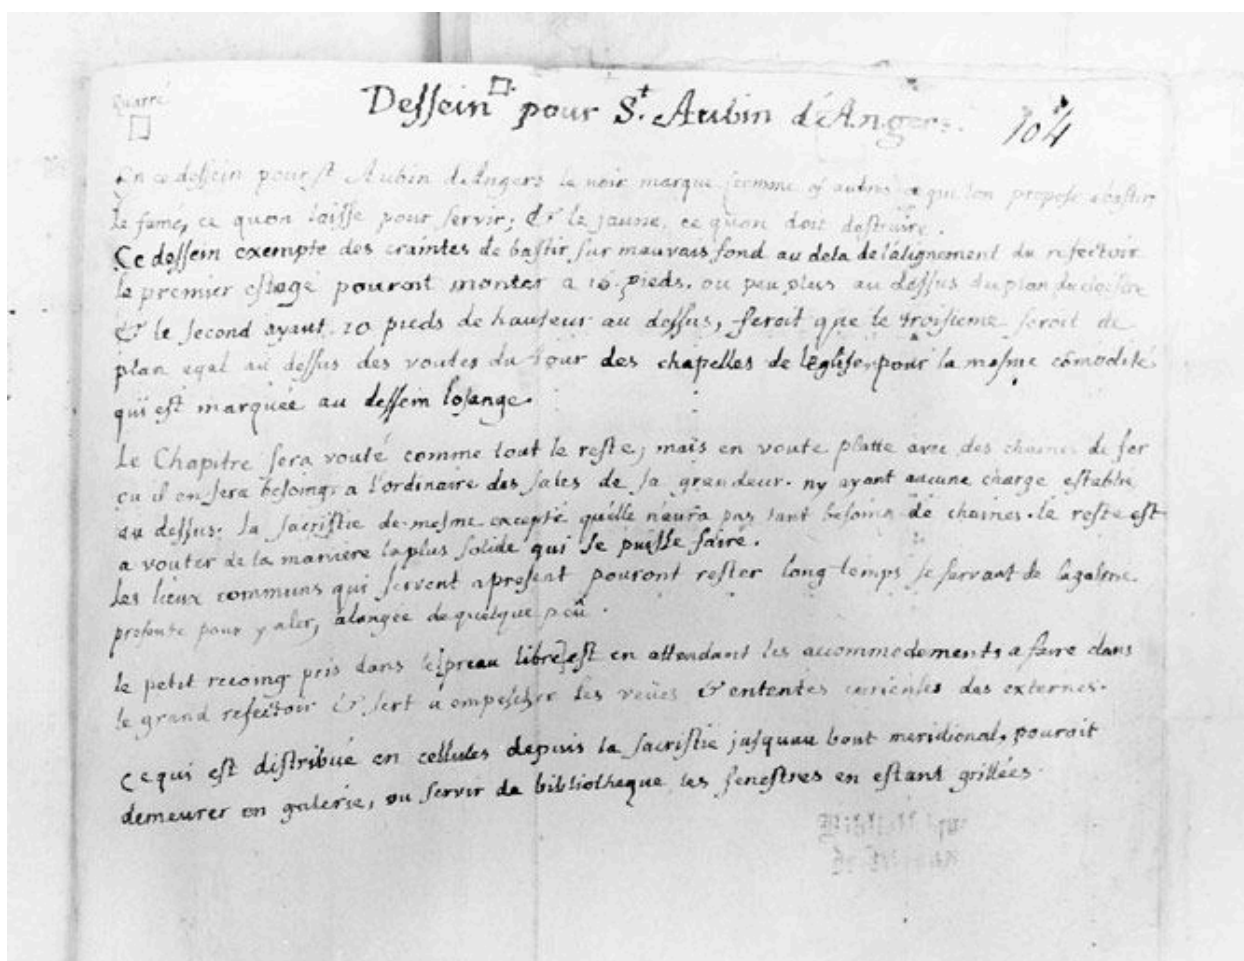 Quarré
Dessein □ pour St. Aubin d'Angers. 104
En ce dessein pour st Aubin d'Angers le noir marque comme es autres ce qui lon propose a bastir
le fumé, ce quon laisse pour servir; & le jaune, ce quon doit destruire.
Ce dessein exempte des craintes de bastir sur mauvais fond au dela de lalignement du refectoir
le premier estage pouroit monter a 10. pieds. ou peu plus au dessus du plan du cloistre
& le second ayant 10 pieds de hauteur au dessus, feroit que le troisieme seroit de
plan egal au dessus des voutes du tour des chapelles de l'Eglise, pour la mesme cõmodité
qui est marquée au dessein losange.
Le Chapitre sera vouté comme tout le reste; mais en voute platte avec des chaines de fer
ou il en sera besoing, a l'ordinaire des sales de sa grandeur. ny ayant aucune charge establie
au dessus. la sacristie de mesme excepté qu'elle n'aura pas tant besoing de chaines. le reste est
a vouter de la maniere la plus solide qui se puisse faire.
Les lieux communs qui servent a present pouront rester long temps se servant de la galerie
presente pour y aler, alongée de quelque peu.
le petit recoing pris dans le [preau libre] est en attendant les accommodements a faire dans
le grand refectoir & sert a empescher les veües & ententes curieuses des externes.
Ce qui est distribué en cellules depuis la sacristie jusquau bout meridional, pouroit
demeurer en galerie, ou servir de bibliotheque les fenestres en estant grillées.